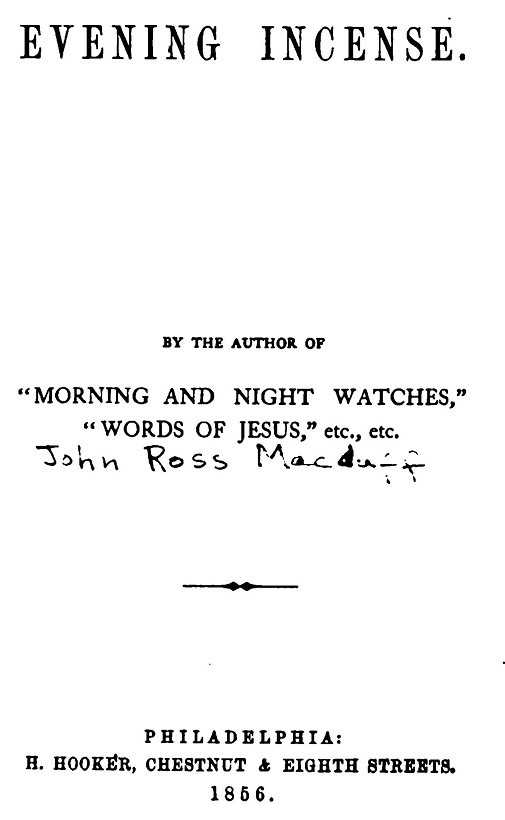 EVENING INCENSE.
BY THE AUTHOR OF
“MORNING AND NIGHT WATCHES,”
“WORDS OF JESUS,” etc., etc.
John Ross Macduff
PHILADELPHIA:
H. HOOKER, CHESTNUT & EIGHTH STREETS.
1856.